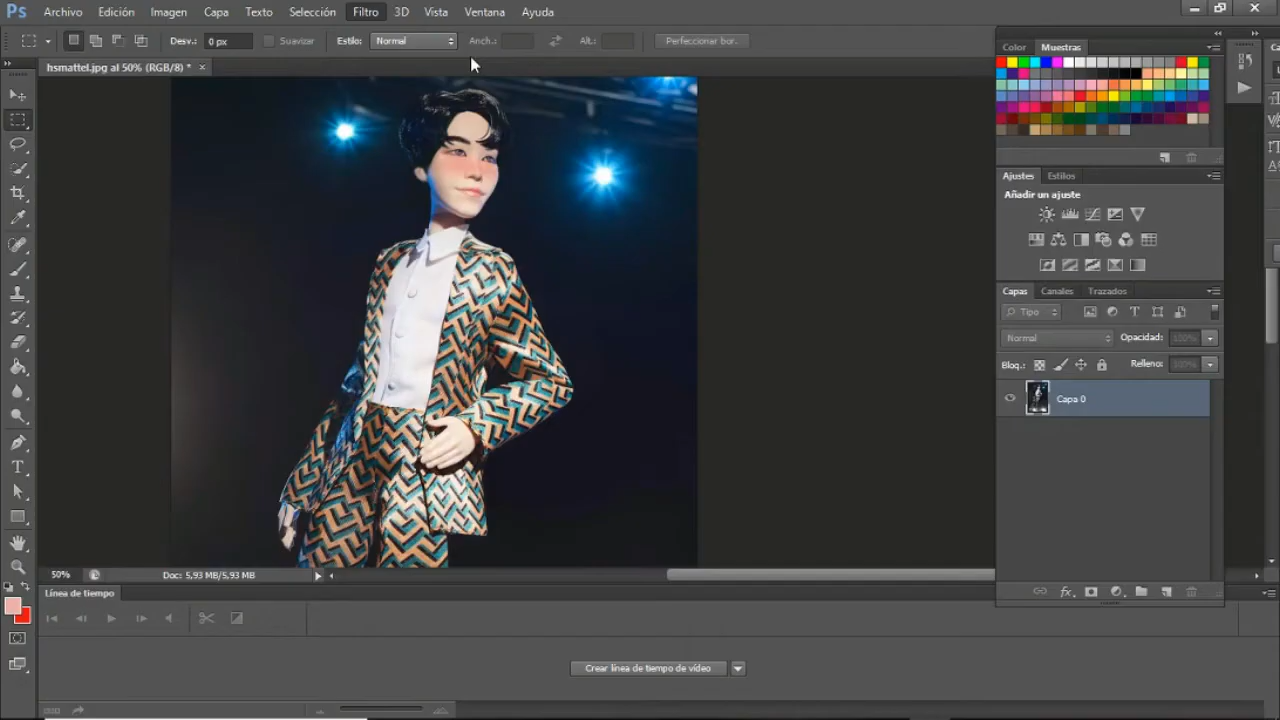 Ps Archivo Edición Imagen Capa Texto Selección Filtro 3D Vista Ventana Ayuda
Desv.: 0 px Suavizar Estilo: Normal Anch.: Alt.: Perfeccionar bor..
hsmattel.jpg al 50% (RGB/8) * ×
Color Muestras
Ajustes Estilos
Añadir un ajuste
Capas Canales Trazados
Tipo
Normal Opacidad: 100%
Bloq.: Relleno: 100%
Capa 0
fx
50% Doc: 5,93 MB/5,93 MB
Línea de tiempo
Crear línea de tiempo de vídeo